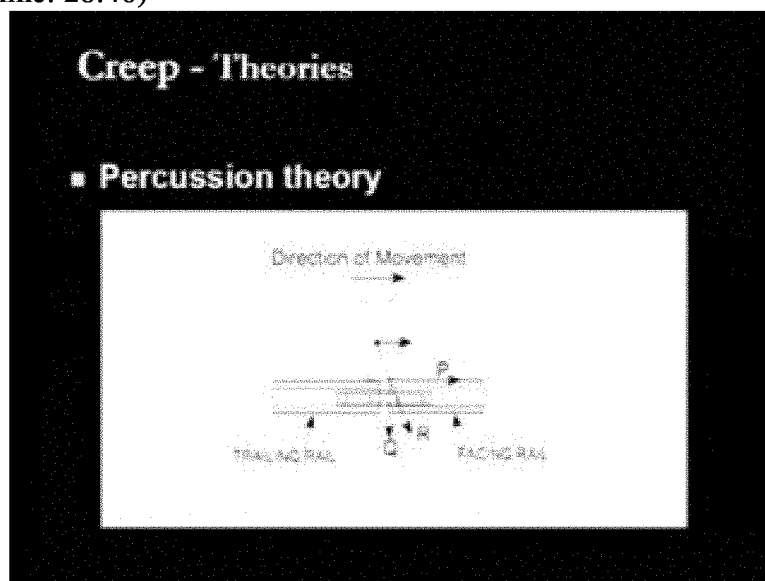 Creep - Theories
Percussion theory
Direction of Movement
P
R
Q
TRAILING RAIL
FACING RAIL